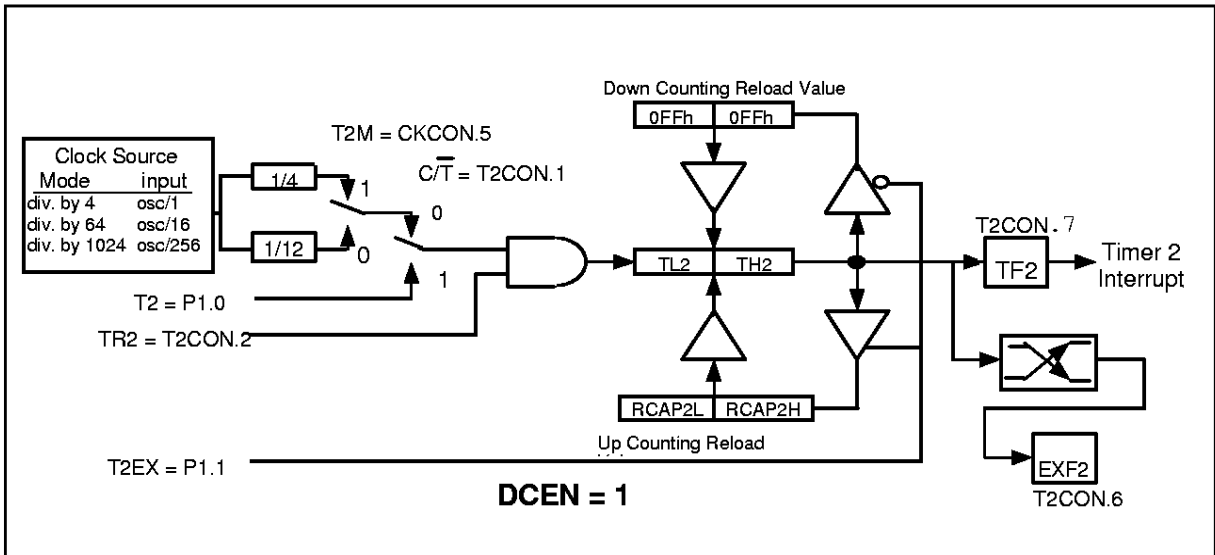 Down Counting Reload Value
0FFh 0FFh
T2M = CKCON.5
C/T̅ = T2CON.1
Clock Source
Mode input
div. by 4 osc/1
div. by 64 osc/16
div. by 1024 osc/256
1/4
1
0
1/12
0
1
T2CON.7
TL2 TH2
TF2
Timer 2
Interrupt
T2 = P1.0
TR2 = T2CON.2
RCAP2L RCAP2H
Up Counting Reload
T2EX = P1.1
EXF2
T2CON.6
DCEN = 1